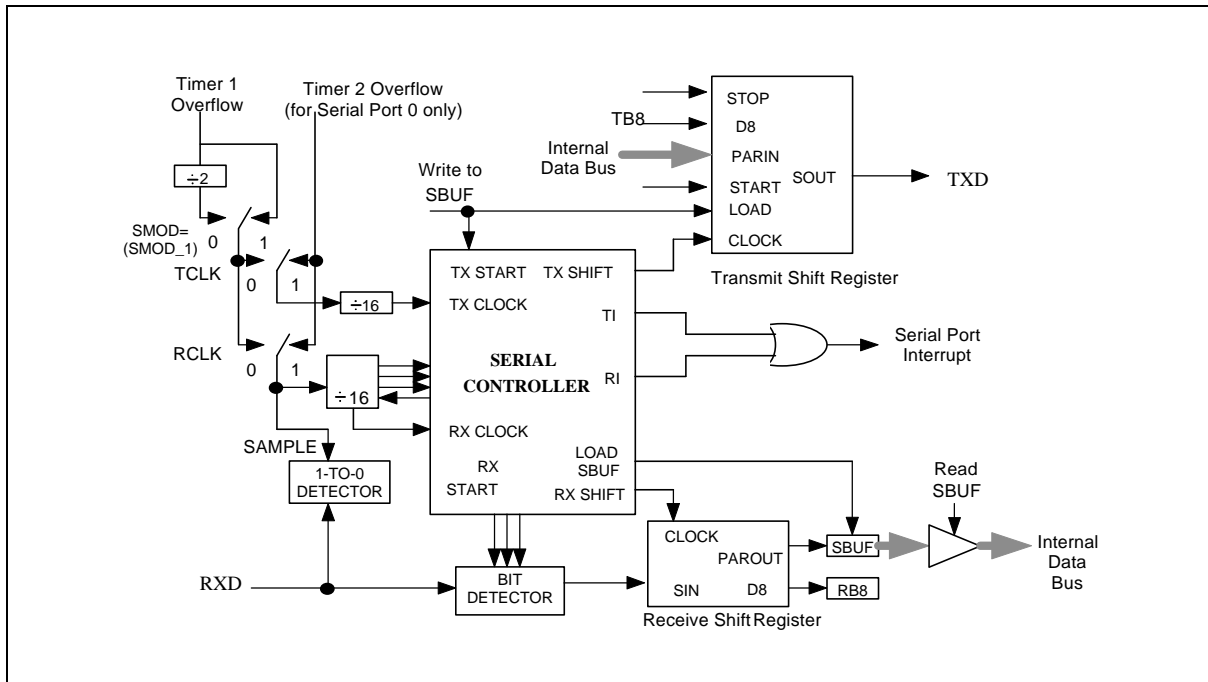 Timer 1
Overflow
Timer 2 Overflow
(for Serial Port 0 only)
÷2
SMOD=
(SMOD_1)
0
1
TCLK
0
1
÷16
RCLK
0
1
÷16
SAMPLE
1-TO-0
DETECTOR
RXD
Write to
SBUF
TB8
Internal
Data Bus
STOP
D8
PARIN
START
LOAD
CLOCK
SOUT
TXD
Transmit Shift Register
TX START
TX SHIFT
TX CLOCK
TI
SERIAL
CONTROLLER
RI
RX CLOCK
LOAD
SBUF
RX
START
RX SHIFT
Serial Port
Interrupt
BIT
DETECTOR
CLOCK
PAROUT
SIN
D8
Receive Shift Register
SBUF
RB8
Read
SBUF
Internal
Data
Bus